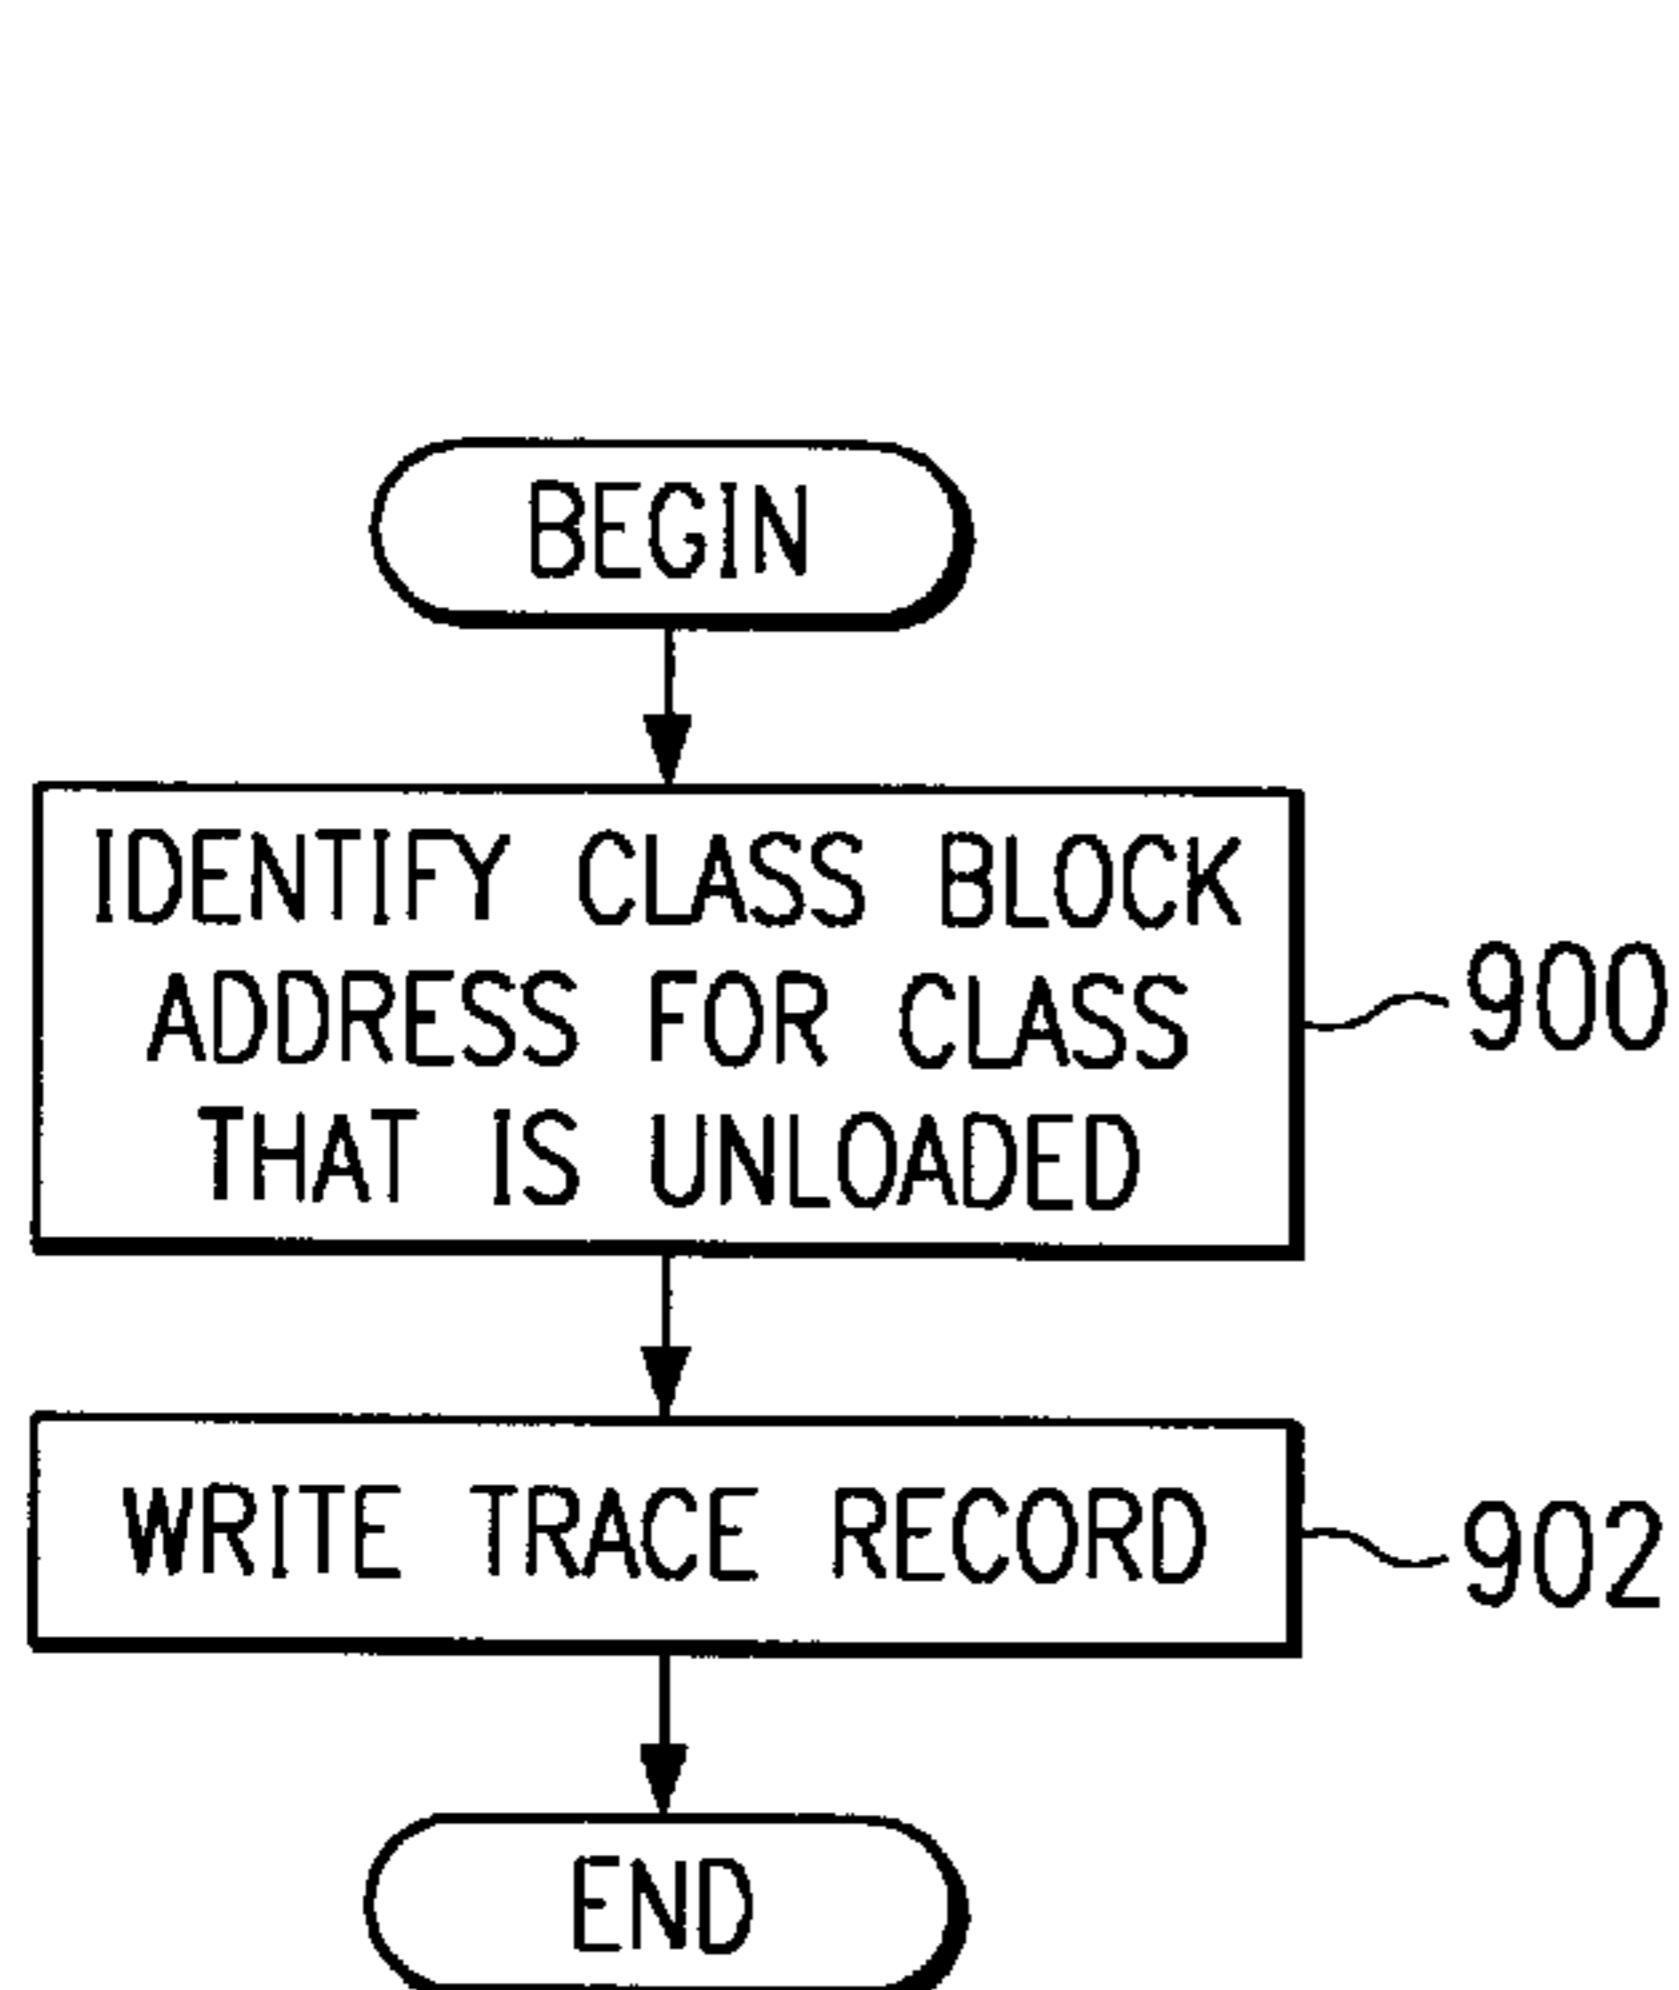 BEGIN
IDENTIFY CLASS BLOCK
ADDRESS FOR CLASS
THAT IS UNLOADED
900
WRITE TRACE RECORD
902
END